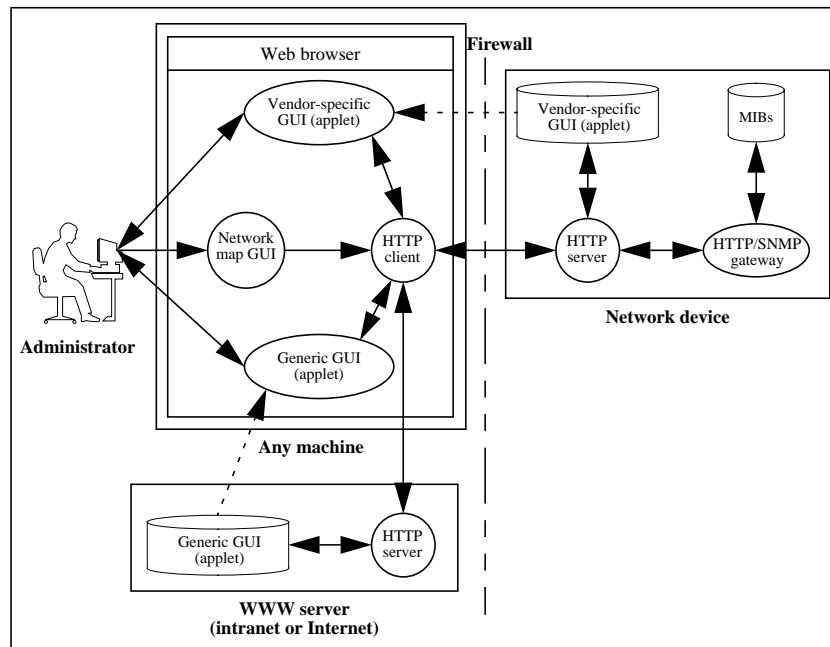 Web browser
Firewall
Vendor-specific
GUI (applet)
Vendor-specific
GUI (applet)
MIBs
Network
map GUI
HTTP
client
HTTP
server
HTTP/SNMP
gateway
Network device
Administrator
Generic GUI
(applet)
Any machine
Generic GUI
(applet)
HTTP
server
WWW server
(intranet or Internet)